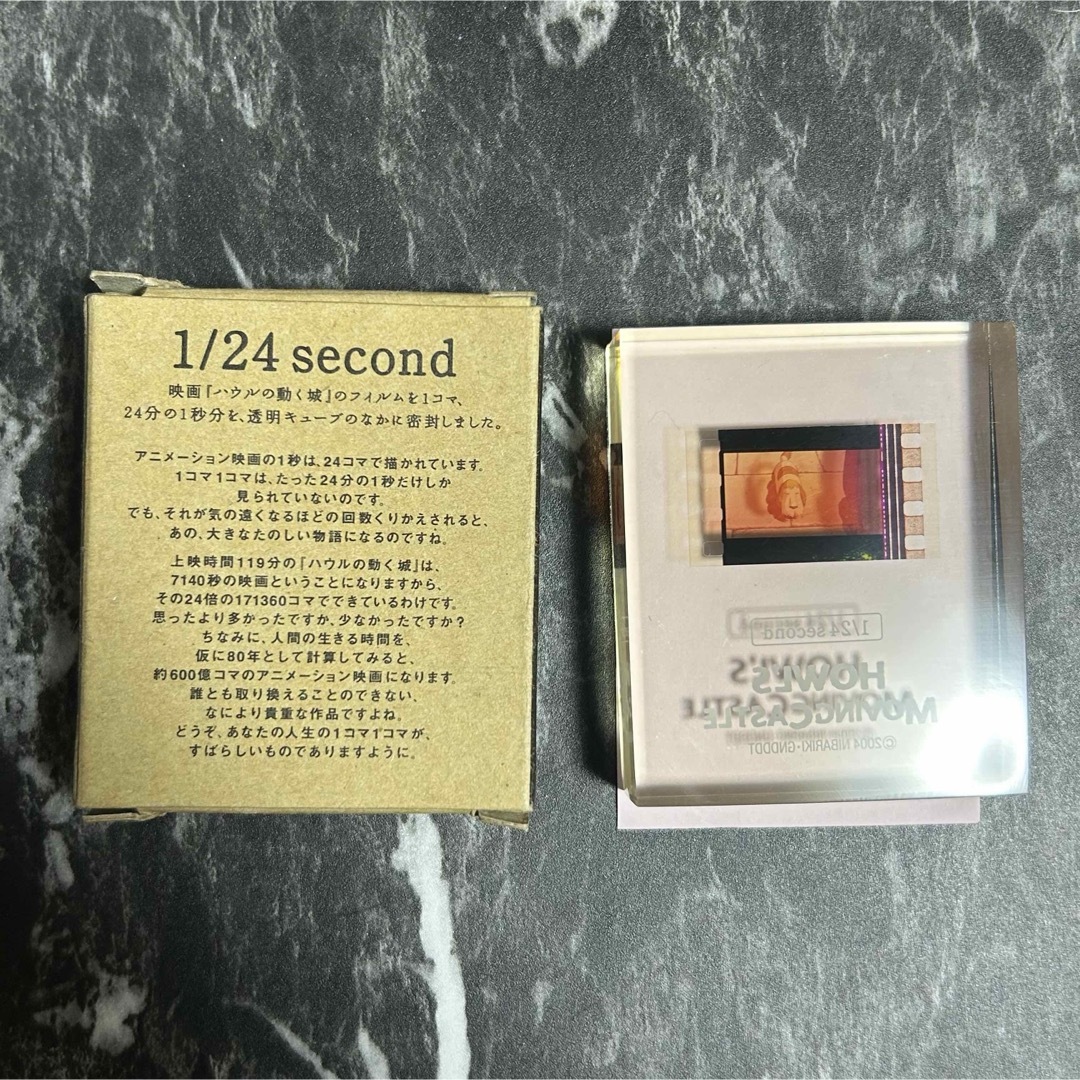 1/24 second
映画『ハウルの動く城』のフィルムを1コマ、
24分の1秒分を、透明キューブのなかに密封しました。
アニメーション映画の1秒は、24コマで描かれています。
1コマ1コマは、たった24分の1秒だけしか
見られていないのです。
でも、それが気の遠くなるほどの回数くりかえされると、
あの、大きなたのしい物語になるのですね。
上映時間119分の『ハウルの動く城』は、
7140秒の映画ということになりますから、
その24倍の171360コマでできているわけです。
思ったより多かったですか、少なかったですか?
ちなみに、人間の生きる時間を、
仮に80年として計算してみると、
約600億コマのアニメーション映画になります。
誰とも取り換えることのできない、
なにより貴重な作品ですよね。
どうぞ、あなたの人生の1コマ1コマが、
すばらしいものでありますように。
1/24 second
HOWL'S
MOVING CASTLE
©2004 NIBARIKI・GNDDDT